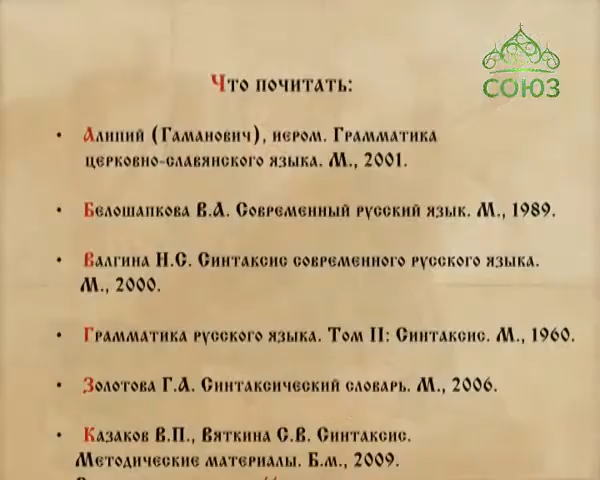 СОЮЗ
Что почитать:
• Алипий (Гаманович), иером. Грамматика
церковно-славянского языка. М., 2001.
• Белошапкова В.А. Современный русский язык. М., 1989.
• Валгина Н.С. Синтаксис современного русского языка.
М., 2000.
• Грамматика русского языка. Том II: Синтаксис. М., 1960.
• Золотова Г.А. Синтаксический словарь. М., 2006.
• Казаков В.П., Вяткина С.В. Синтаксис.
Методические материалы. Б.м., 2009.